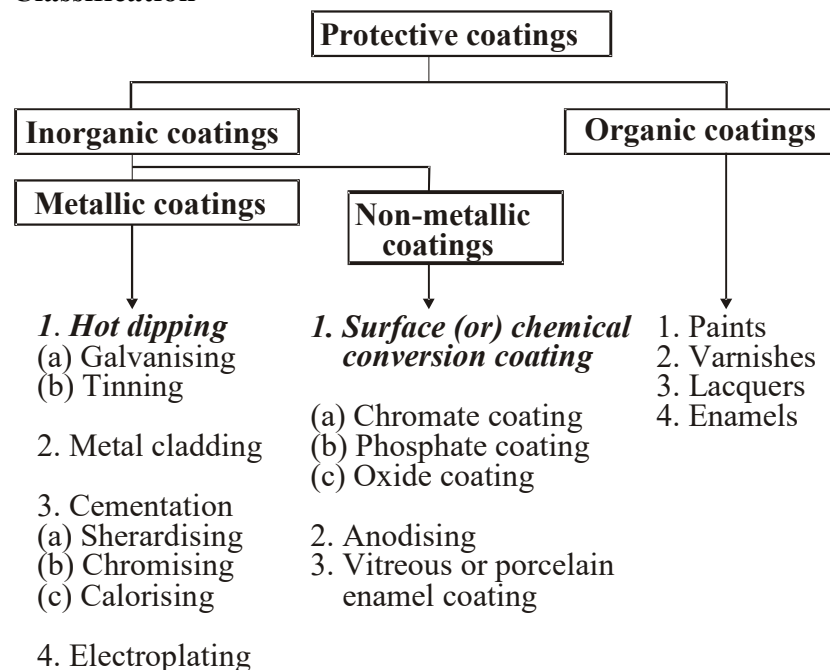 Classification
Protective coatings
Inorganic coatings
Organic coatings
Metallic coatings
Non-metallic
coatings
1. Hot dipping
(a) Galvanising
(b) Tinning
2. Metal cladding
3. Cementation
(a) Sherardising
(b) Chromising
(c) Calorising
4. Electroplating
1. Surface (or) chemical
conversion coating
(a) Chromate coating
(b) Phosphate coating
(c) Oxide coating
2. Anodising
3. Vitreous or porcelain
enamel coating
1. Paints
2. Varnishes
3. Lacquers
4. Enamels